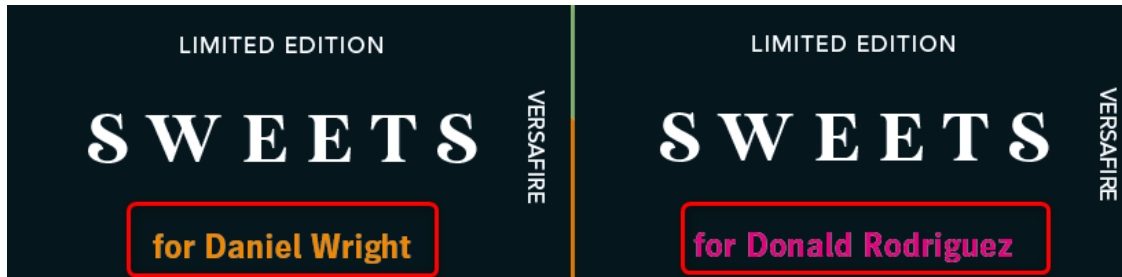 LIMITED EDITION
SWEETS
VERSAFIRE
for Daniel Wright
LIMITED EDITION
SWEETS
VERSAFIRE
for Donald Rodriguez